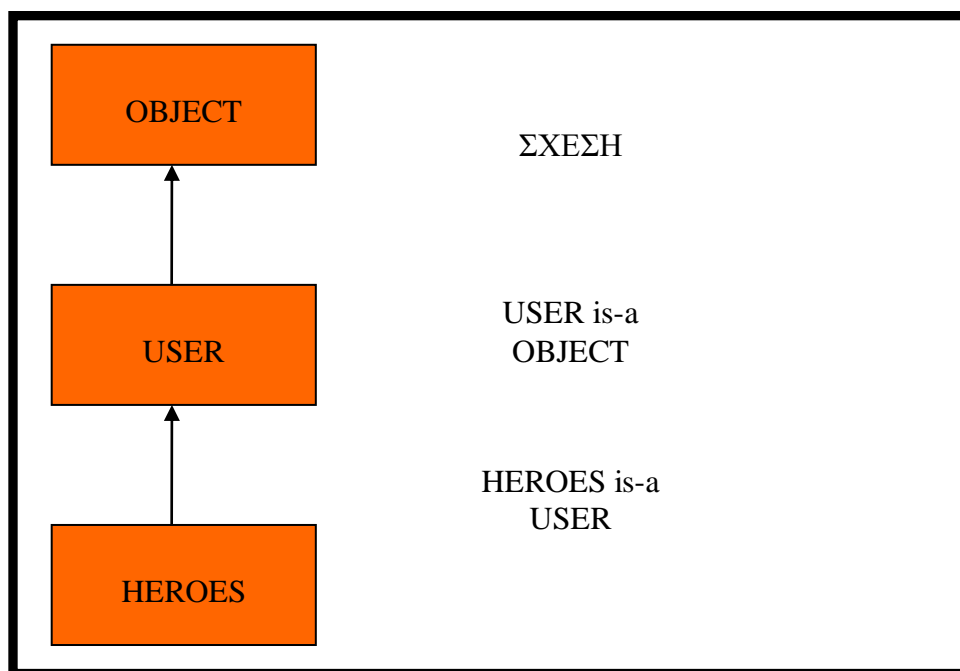 OBJECT
ΣΧΕΣΗ
USER
USER is-a
OBJECT
HEROES is-a
USER
HEROES